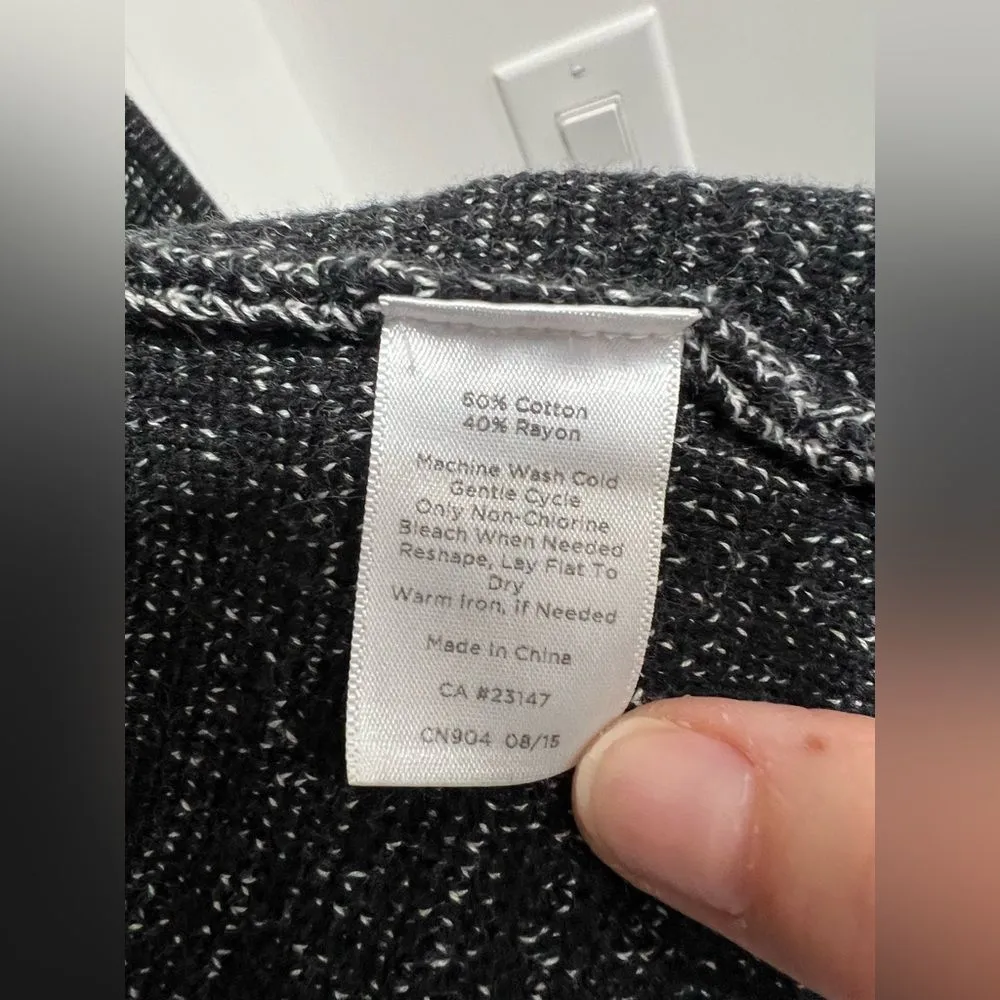 60% Cotton
40% Rayon
Machine Wash Cold
Gentle Cycle
Only Non-Chlorine
Bleach When Needed
Reshape, Lay Flat To
Dry
Warm Iron, If Needed
Made In China
CA #23147
CN904 08/15